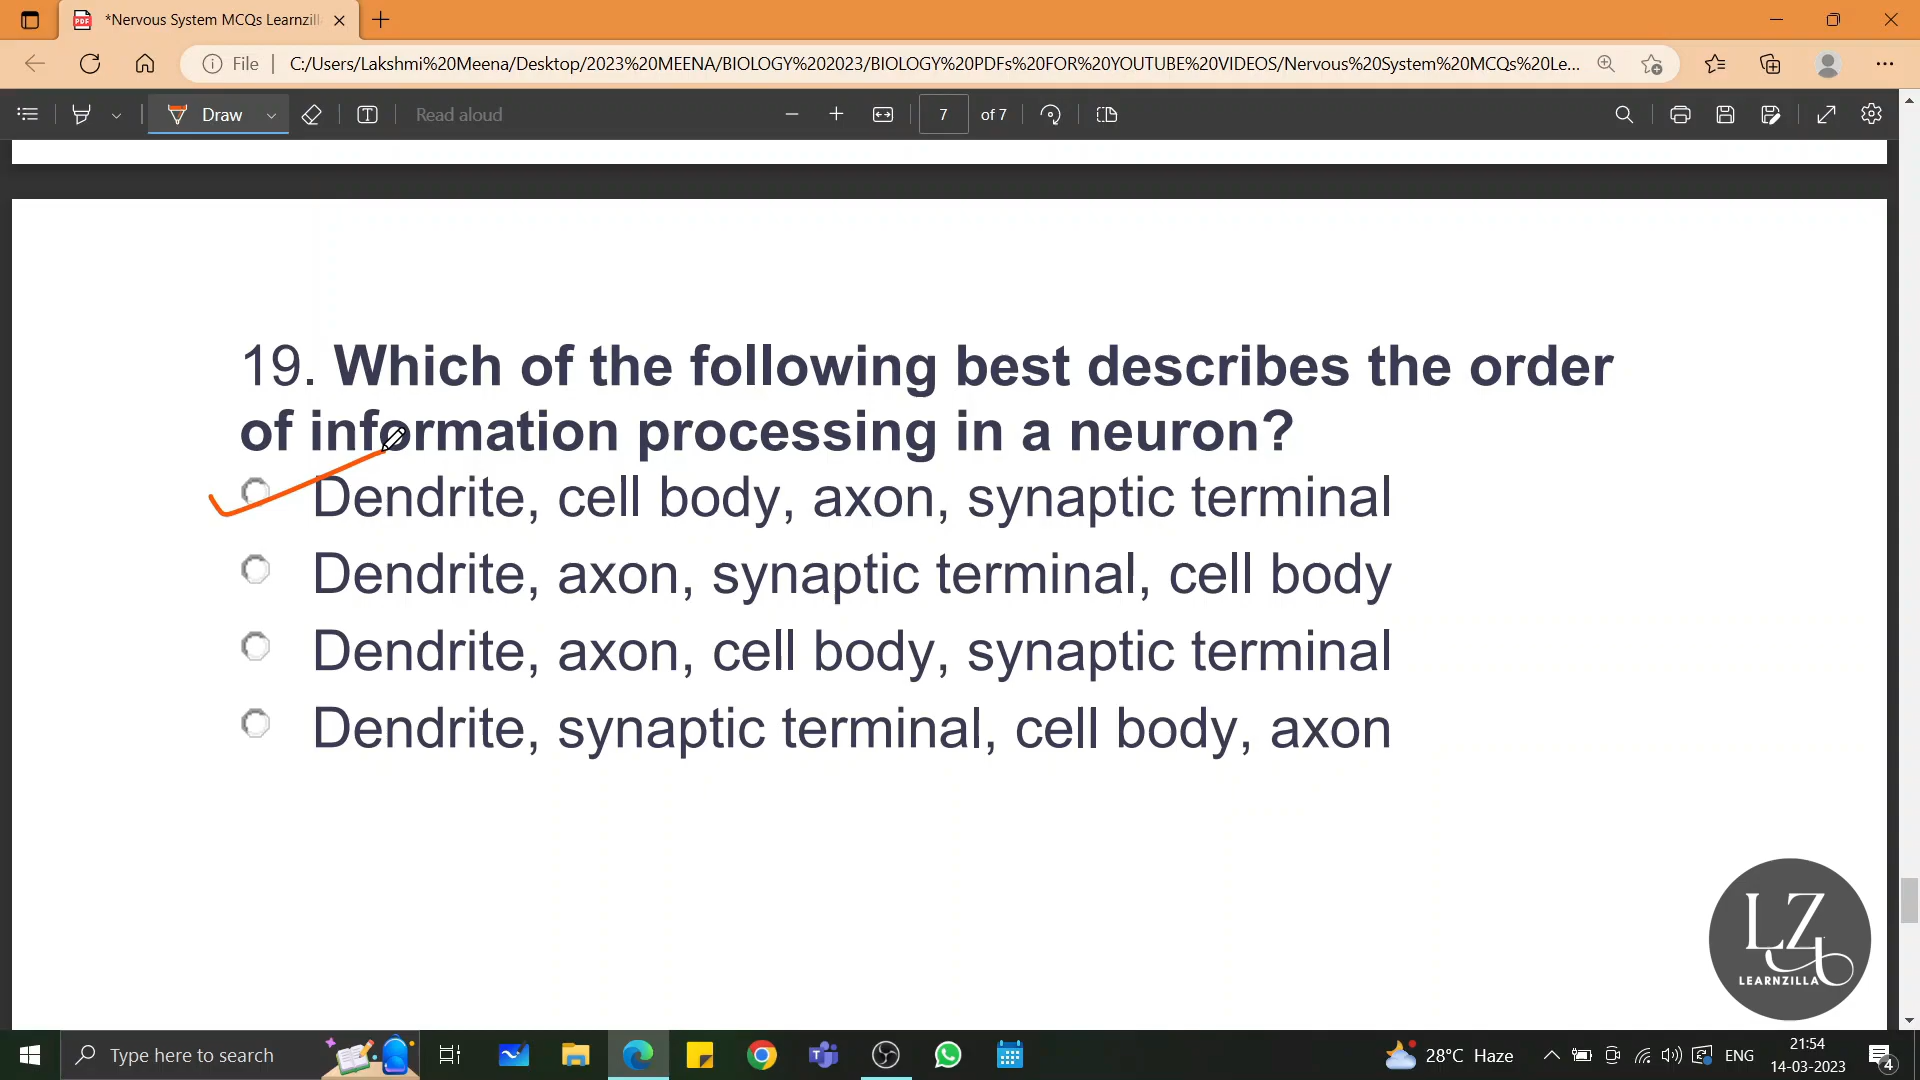 *Nervous System MCQs Learnzill
File
C:/Users/Lakshmi%20Meena/Desktop/2023%20MEENA/BIOLOGY%202023/BIOLOGY%20PDFs%20FOR%20YOUTUBE%20VIDEOS/Nervous%20System%20MCQs%20Le...
Draw
Read aloud
7
of 7
19. Which of the following best describes the order
of information processing in a neuron?
Dendrite, cell body, axon, synaptic terminal
Dendrite, axon, synaptic terminal, cell body
Dendrite, axon, cell body, synaptic terminal
Dendrite, synaptic terminal, cell body, axon
LZ
LEARNZILLA
Type here to search
28°C Haze
ENG
21:54
14-03-2023
4